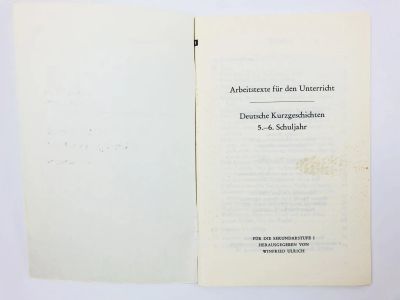 Arbeitstexte für den Unterricht
Deutsche Kurzgeschichten
5.–6. Schuljahr
FÜR DIE SEKUNDARSTUFE I
HERAUSGEGEBEN VON
WINFRIED ULRICH